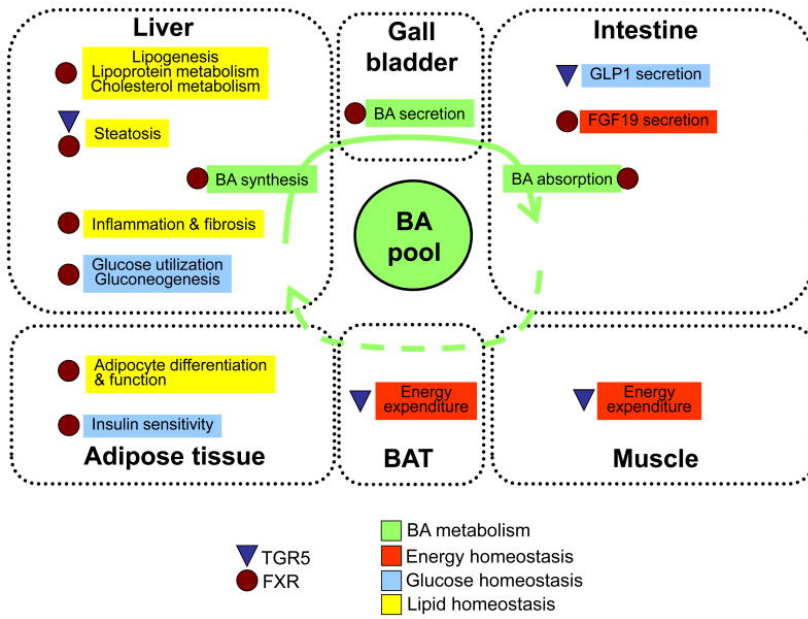 Liver
Lipogenesis
Lipoprotein metabolism
Cholesterol metabolism
Steatosis
BA synthesis
Inflammation & fibrosis
Glucose utilization
Gluconeogenesis
Gall
bladder
BA secretion
Intestine
GLP1 secretion
FGF19 secretion
BA absorption
BA
pool
Adipocyte differentiation
& function
Insulin sensitivity
Adipose tissue
Energy
expenditure
BAT
Energy
expenditure
Muscle
TGR5
FXR
BA metabolism
Energy homeostasis
Glucose homeostasis
Lipid homeostasis